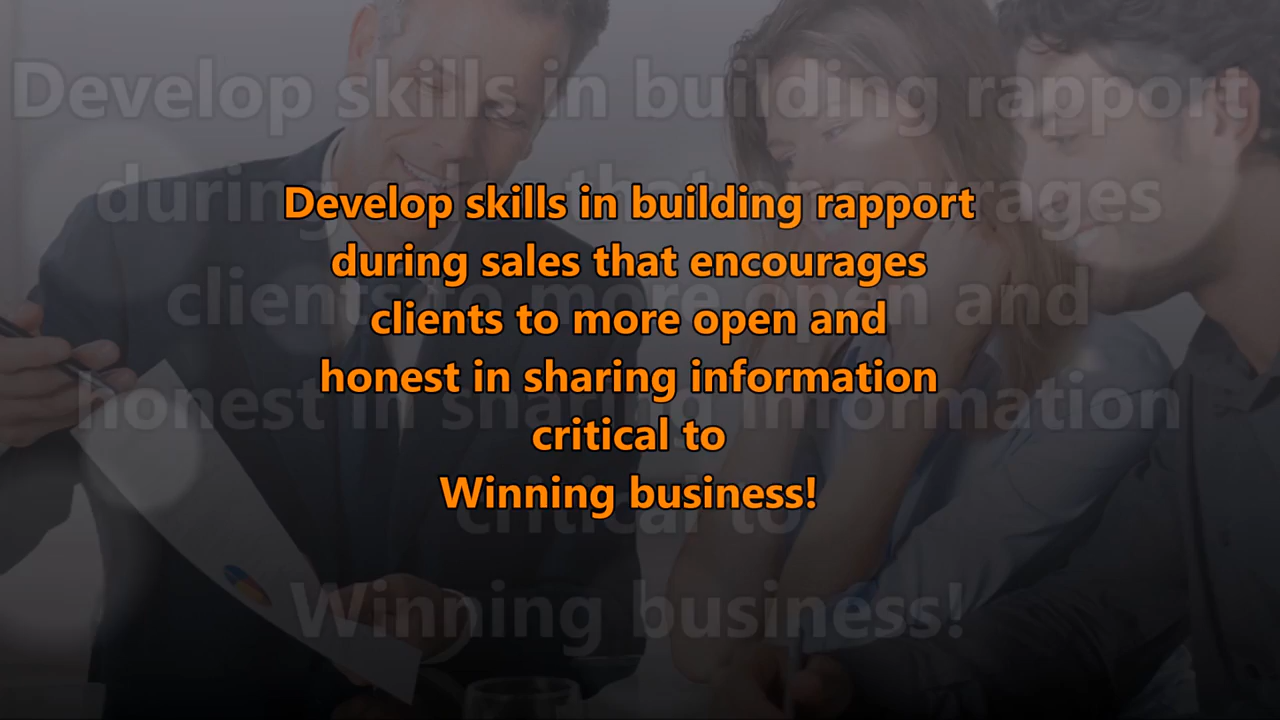 Develop skills in building rapport
during sales that encourages
clients to more open and
honest in sharing information
critical to
Winning business!